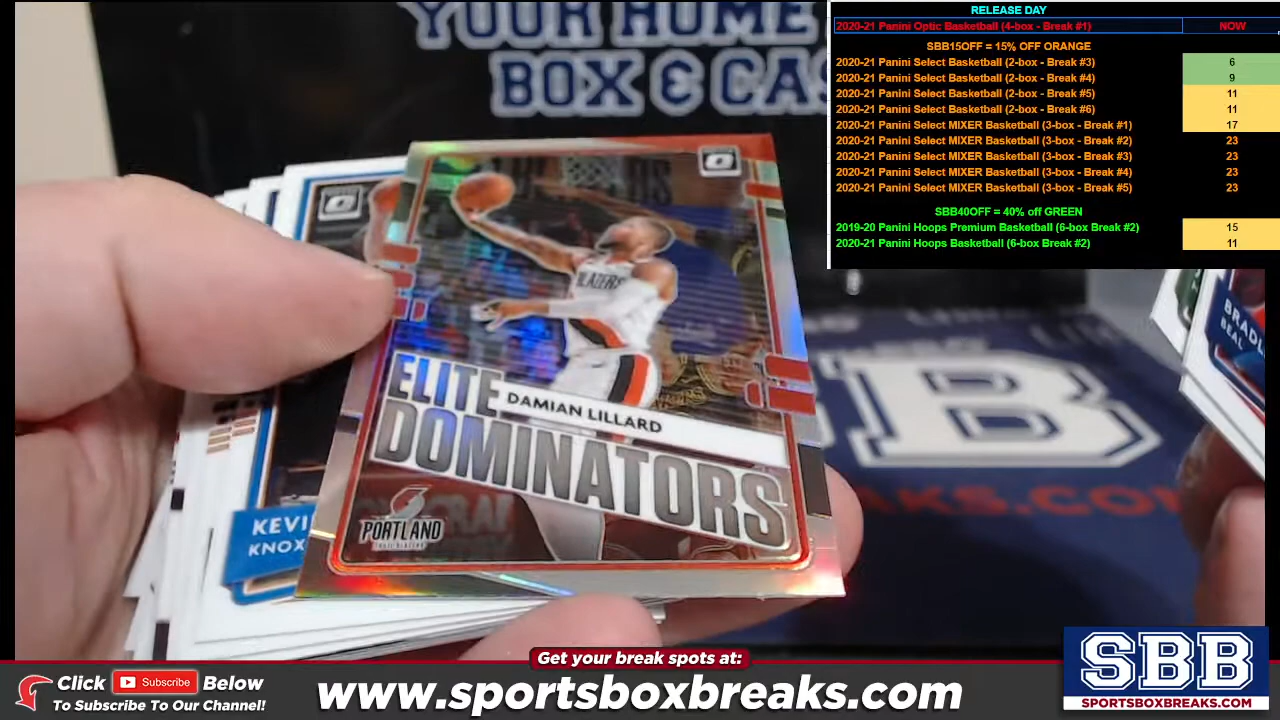 YOUR HOME
BOX & CAS
RELEASE DAY
2020-21 Panini Optic Basketball (4-box - Break #1) NOW
SBB15OFF = 15% OFF ORANGE
2020-21 Panini Select Basketball (2-box - Break #3) 6
2020-21 Panini Select Basketball (2-box - Break #4) 9
2020-21 Panini Select Basketball (2-box - Break #5) 11
2020-21 Panini Select Basketball (2-box - Break #6) 11
2020-21 Panini Select MIXER Basketball (3-box - Break #1) 17
2020-21 Panini Select MIXER Basketball (3-box - Break #2) 23
2020-21 Panini Select MIXER Basketball (3-box - Break #3) 23
2020-21 Panini Select MIXER Basketball (3-box - Break #4) 23
2020-21 Panini Select MIXER Basketball (3-box - Break #5) 23
SBB40OFF = 40% off GREEN
2019-20 Panini Hoops Premium Basketball (6-box Break #2) 15
2020-21 Panini Hoops Basketball (6-box Break #2) 11
BLAZERS
ELITE
DAMIAN LILLARD
DOMINATORS
PORTLAND
TRAIL BLAZERS
KEVI
KNOX
BRADL
BEAL
B
EAKS.CO
Get your break spots at:
Click Subscribe Below
To Subscribe To Our Channel!
www.sportsboxbreaks.com
SBB
SPORTSBOXBREAKS.COM